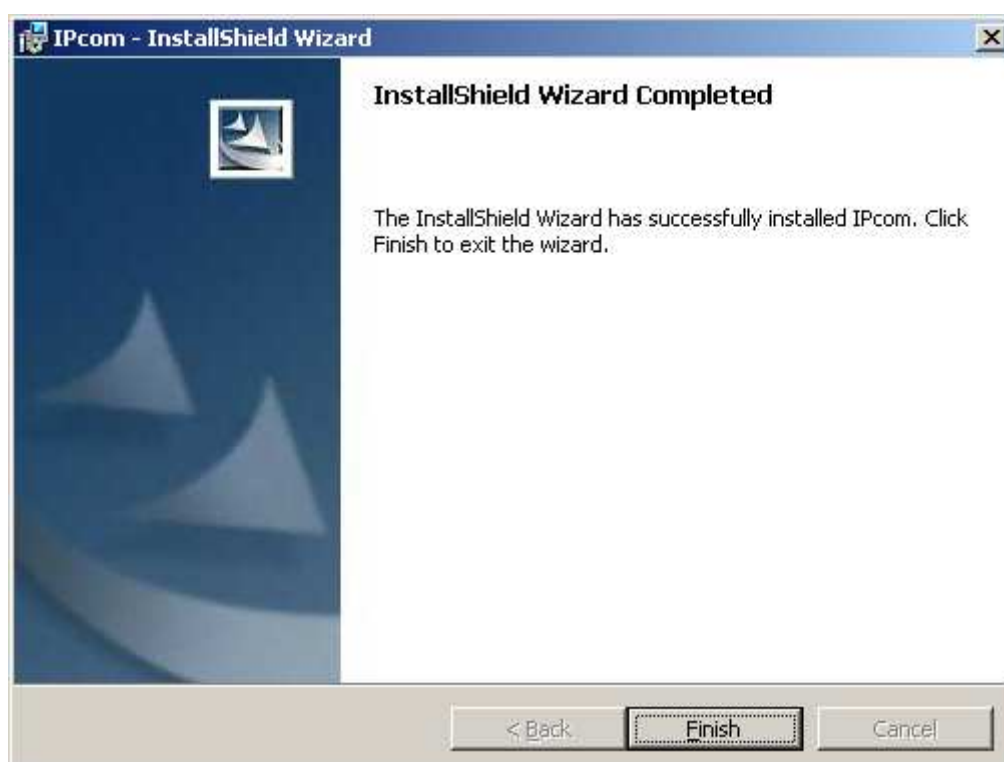 IPcom - InstallShield Wizard
InstallShield Wizard Completed
The InstallShield Wizard has successfully installed IPcom. Click
Finish to exit the wizard.
< Back
Finish
Cancel